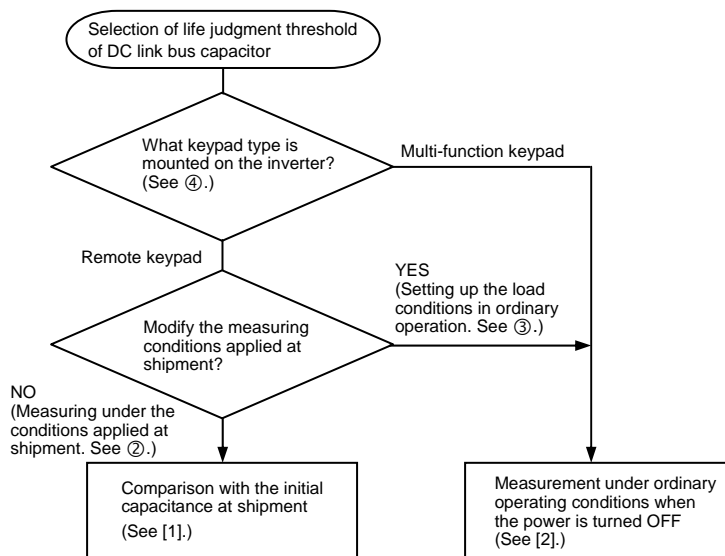 Selection of life judgment threshold
of DC link bus capacitor
What keypad type is
mounted on the inverter?
(See ④.)
Multi-function keypad
Remote keypad
YES
(Setting up the load
conditions in ordinary
operation. See ③.)
Modify the measuring
conditions applied at
shipment?
NO
(Measuring under the
conditions applied at
shipment. See ②.)
Comparison with the initial
capacitance at shipment
(See [1].)
Measurement under ordinary
operating conditions when
the power is turned OFF
(See [2].)